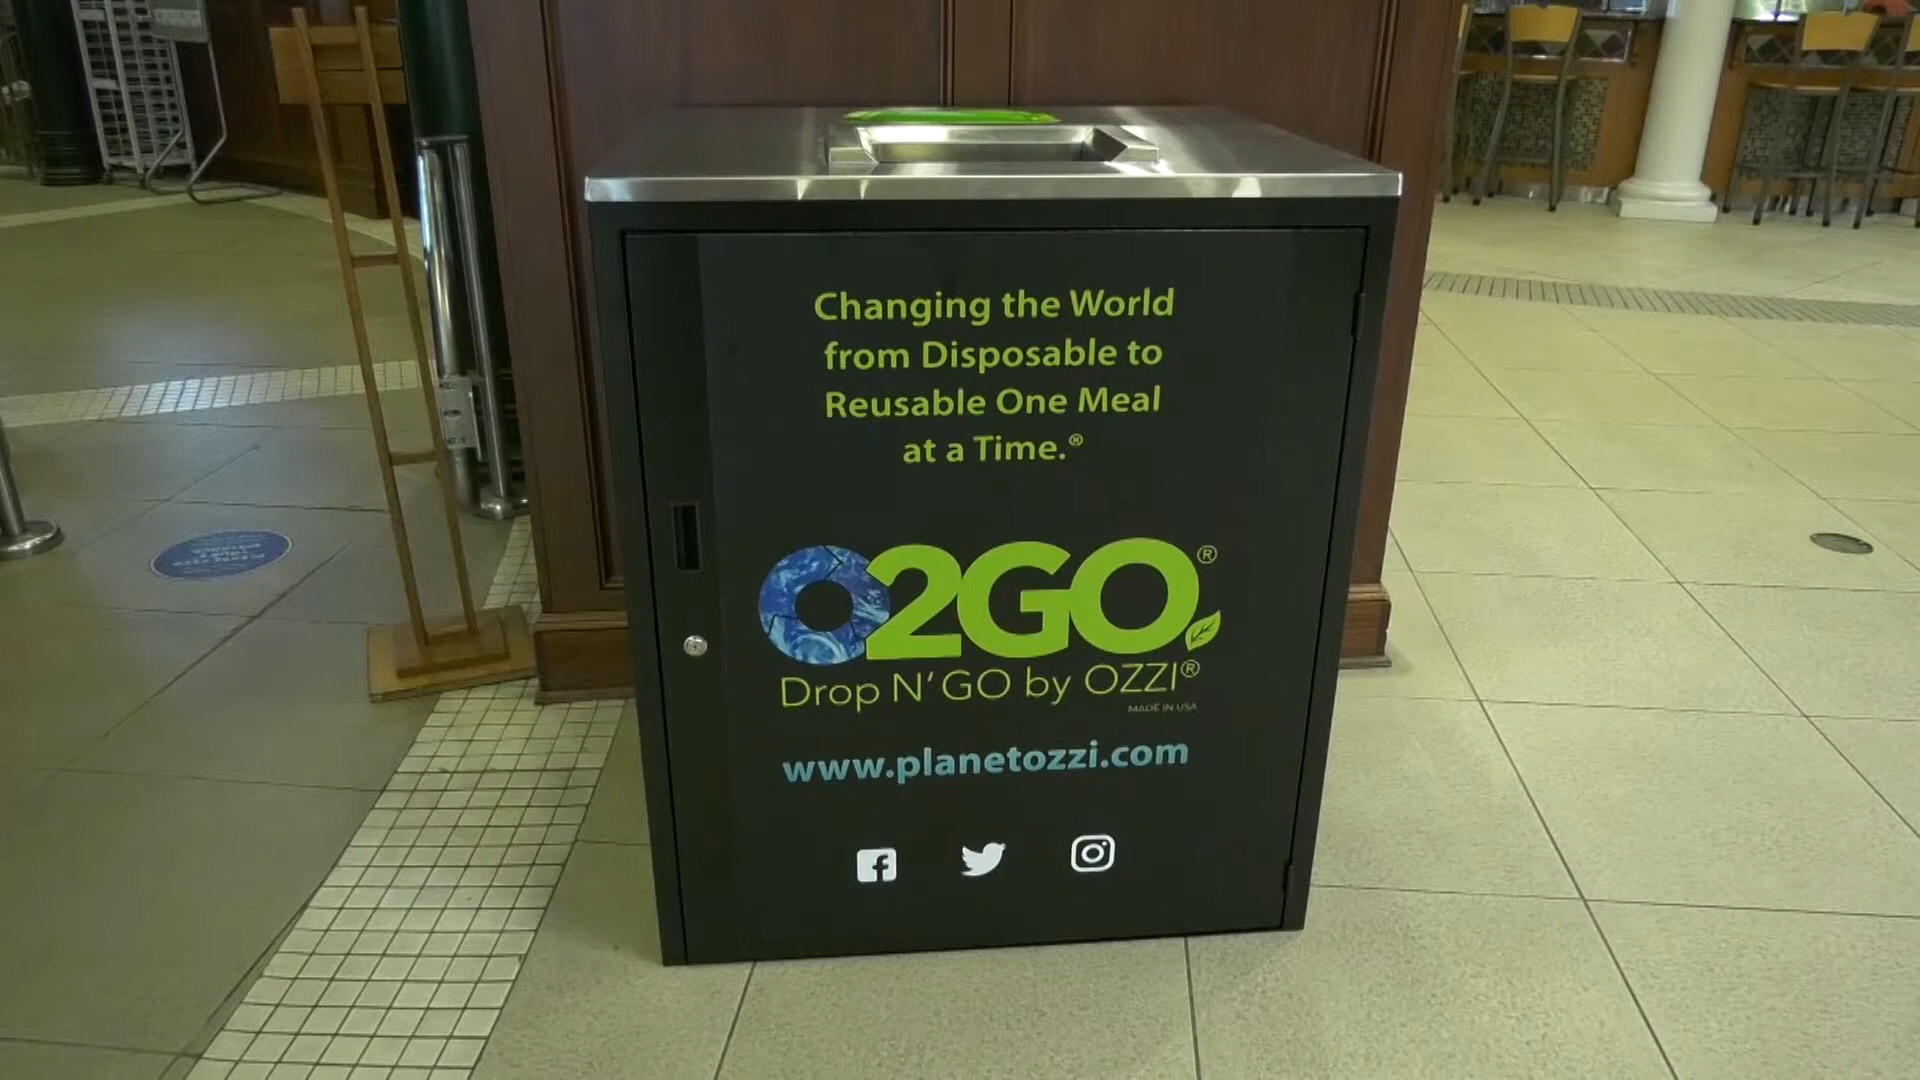 Changing the World
from Disposable to
Reusable One Meal
at a Time.®
O2GO®
Drop N' GO by OZZI®
MADE IN USA
www.planetozzi.com